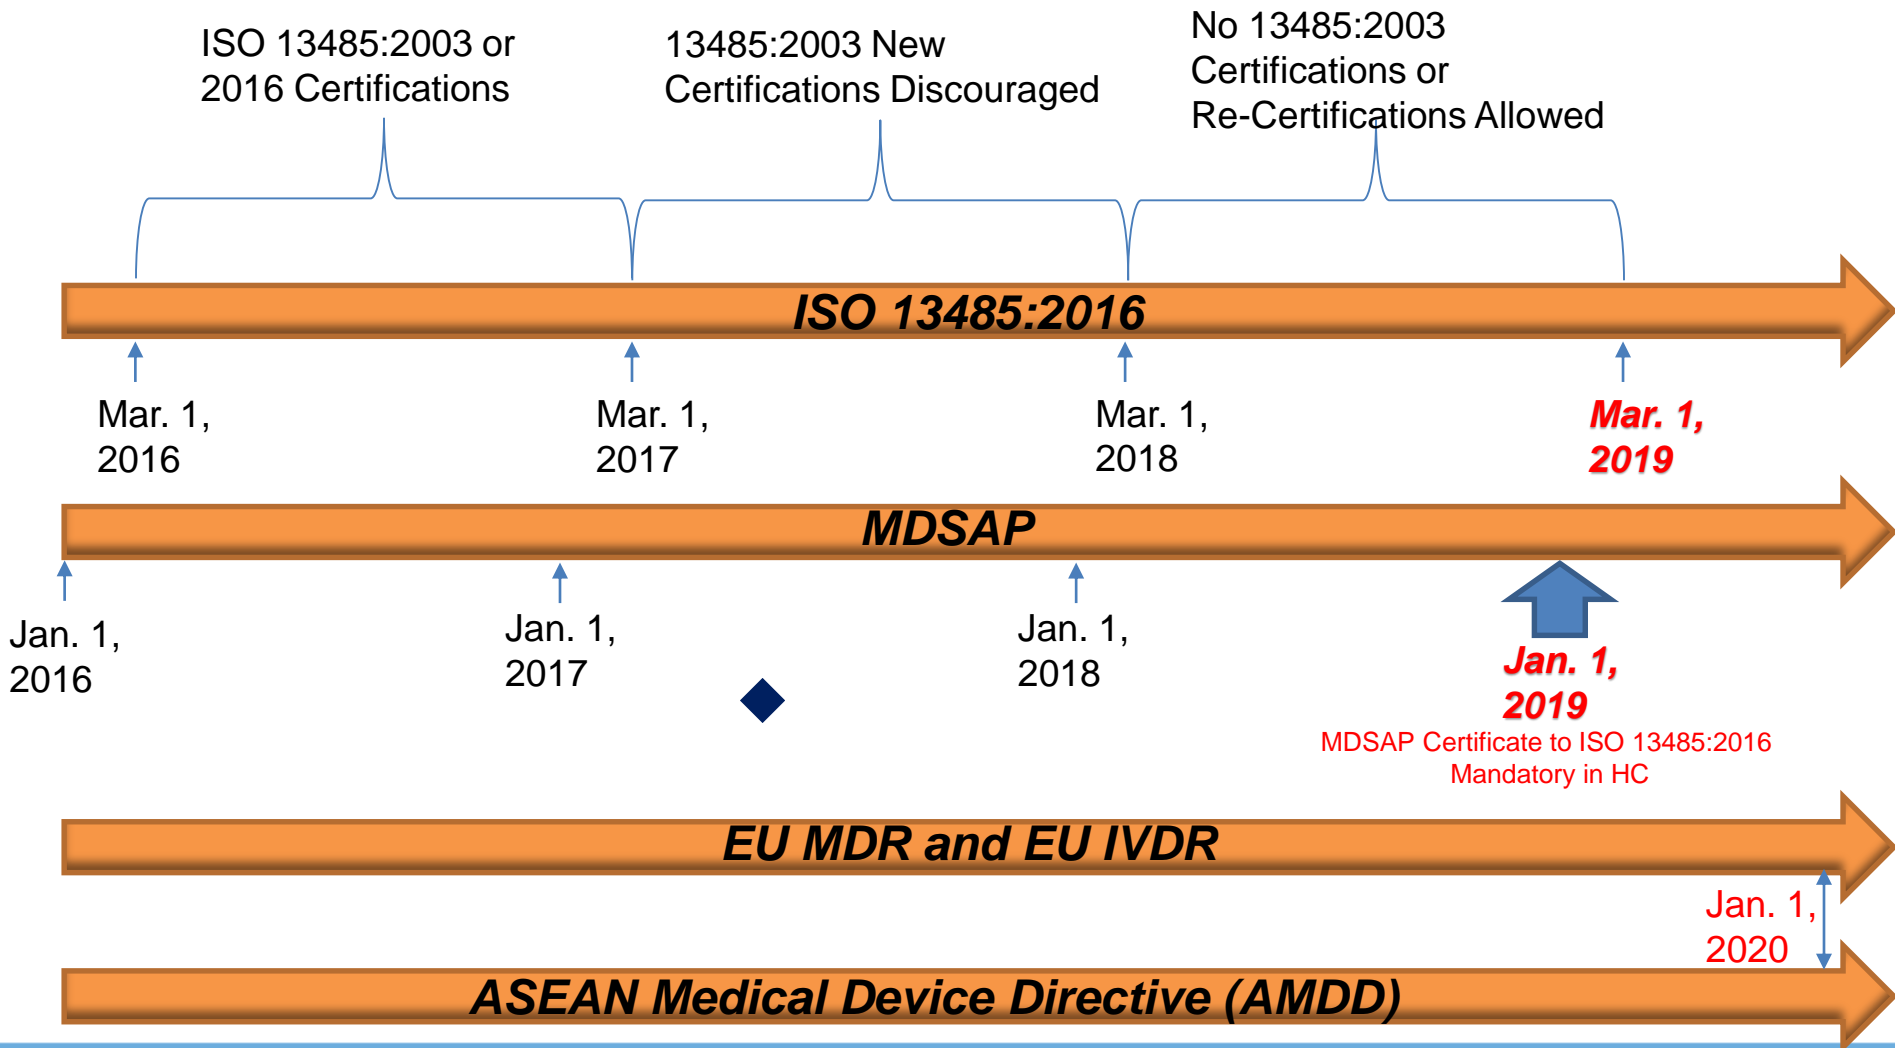 ISO 13485:2003 or
2016 Certifications
13485:2003 New
Certifications Discouraged
No 13485:2003
Certifications or
Re-Certifications Allowed
ISO 13485:2016
Mar. 1,
2016
Mar. 1,
2017
Mar. 1,
2018
Mar. 1,
2019
MDSAP
Jan. 1,
2016
Jan. 1,
2017
Jan. 1,
2018
Jan. 1,
2019
MDSAP Certificate to ISO 13485:2016
Mandatory in HC
EU MDR and EU IVDR
Jan. 1,
2020
ASEAN Medical Device Directive (AMDD)